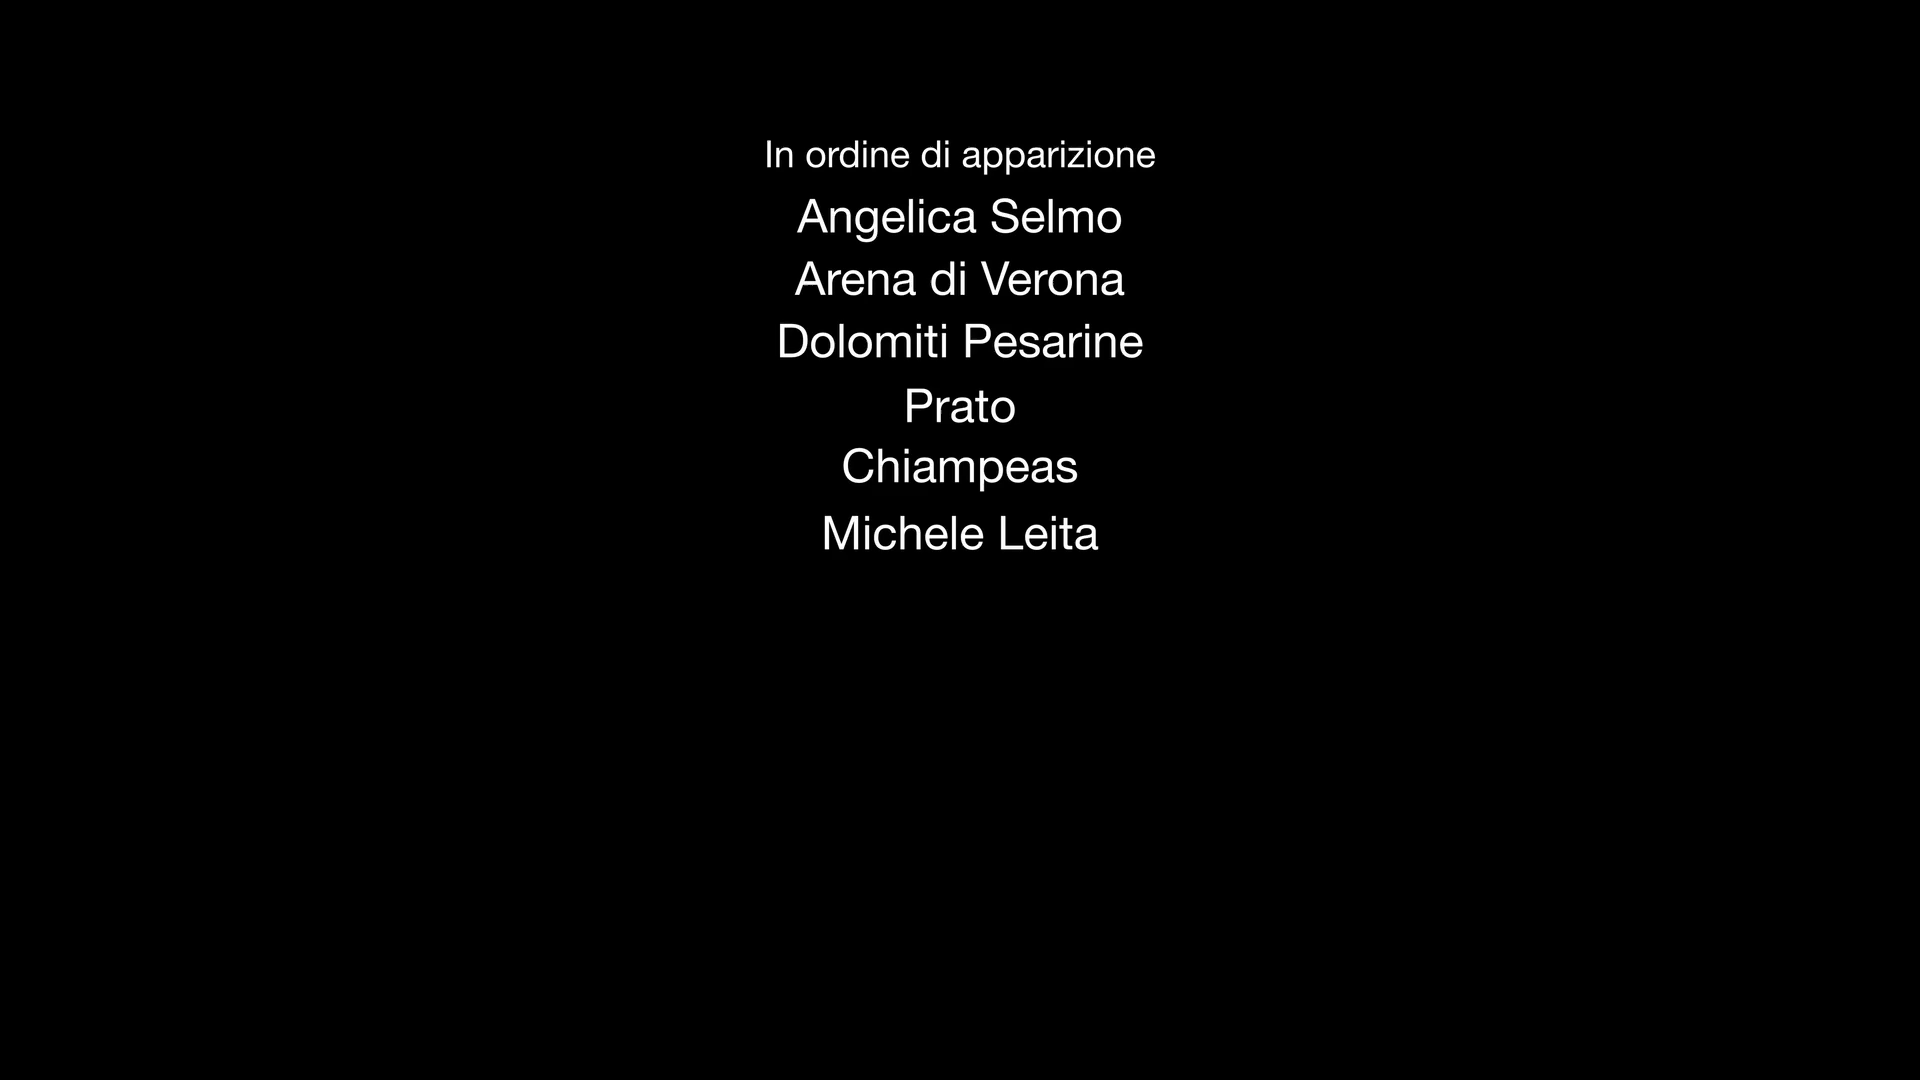 In ordine di apparizione
Angelica Selmo
Arena di Verona
Dolomiti Pesarine
Prato
Chiampeas
Michele Leita